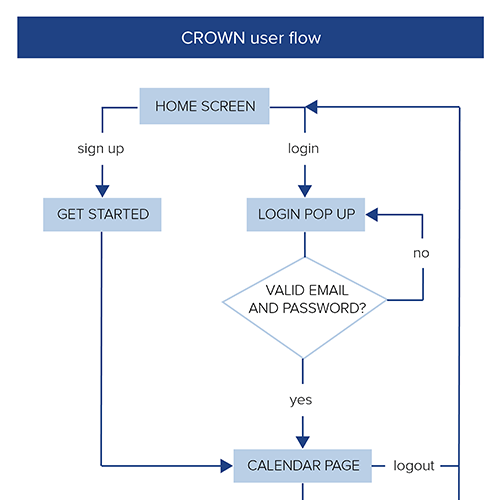 CROWN user flow
HOME SCREEN
sign up
login
GET STARTED
LOGIN POP UP
no
VALID EMAIL
AND PASSWORD?
yes
CALENDAR PAGE
logout